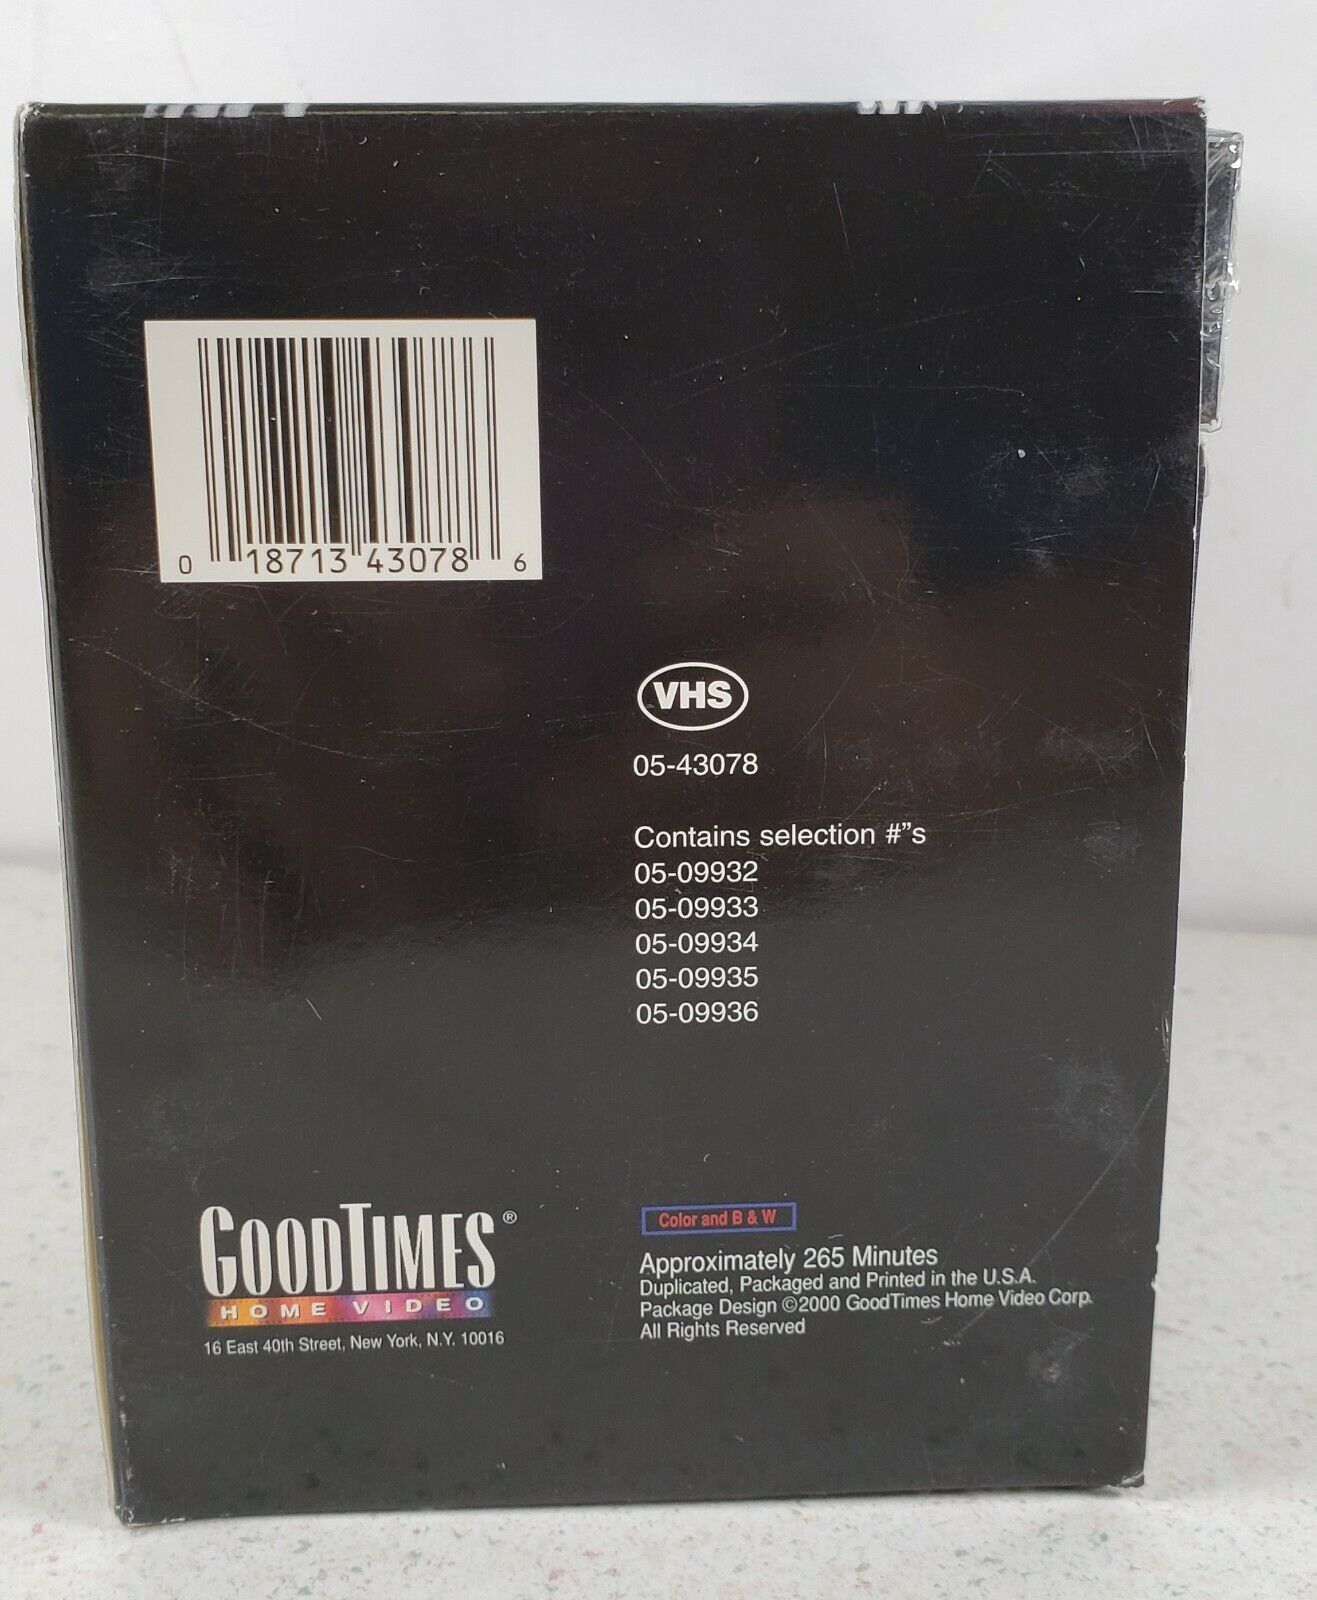 0 18713 43078 6
VHS
05-43078
Contains selection #"s
05-09932
05-09933
05-09934
05-09935
05-09936
GOODTIMES®
HOME VIDEO
16 East 40th Street, New York, N.Y. 10016
Color and B & W
Approximately 265 Minutes
Duplicated, Packaged and Printed in the U.S.A.
Package Design ©2000 GoodTimes Home Video Corp.
All Rights Reserved